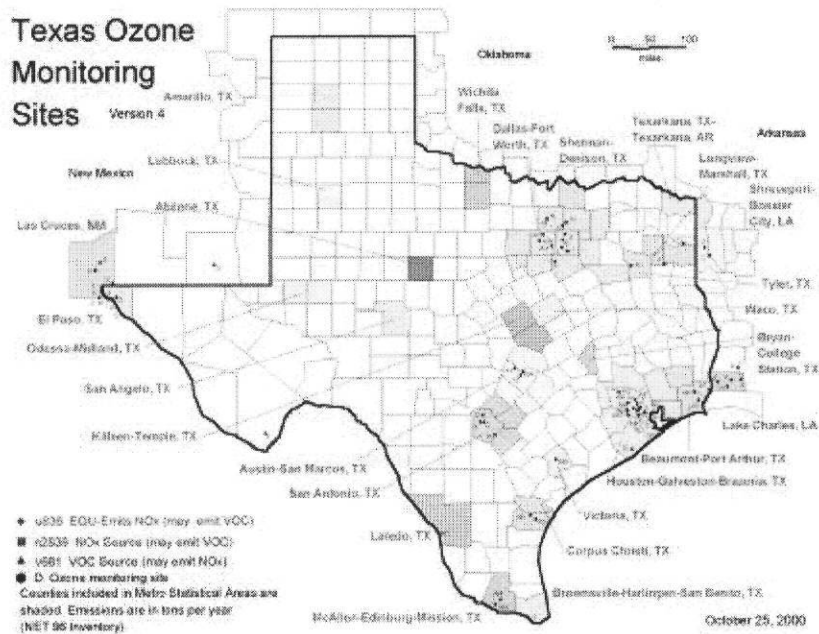 Texas Ozone
Monitoring
Sites Version 4
Oklahoma
0 50 100
miles
Amarillo, TX
Wichita
Falls, TX
Dallas-Fort
Worth, TX
Sherman-
Denison, TX
Texarkana, TX-
Texarkana, AR
Arkansas
Longview-
Marshall, TX
Shreveport-
Bossier
City, LA
New Mexico
Lubbock, TX
Abilene, TX
Las Cruces, NM
El Paso, TX
Odessa-Midland, TX
San Angelo, TX
Killeen-Temple, TX
Tyler, TX
Waco, TX
Bryan-
College
Station, TX
Lake Charles, LA
Beaumont-Port Arthur, TX
Houston-Galveston-Brazoria, TX
Austin-San Marcos, TX
San Antonio, TX
Victoria, TX
Laredo, TX
Corpus Christi, TX
Brownsville-Harlingen-San Benito, TX
McAllen-Edinburg-Mission, TX
EQU-Emits NOx (may emit VOC)
NOx Source (may emit VOC)
VOC Source (may emit NOx)
Ozone monitoring site
Counties included in Metro Statistical Areas are
shaded. Emissions are in tons per year
(NET 96 Inventory)
October 25, 2000